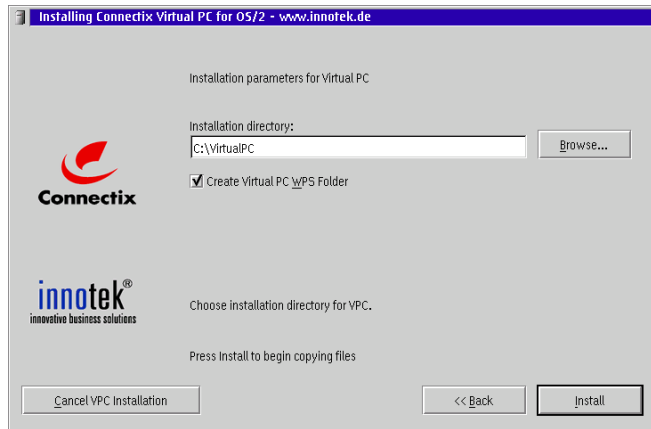 Installing Connectix Virtual PC for OS/2 - www.innotek.de
Installation parameters for Virtual PC
Installation directory:
C:\VirtualPC
Browse...
Create Virtual PC WPS Folder
Connectix
innotek®
innovative business solutions
Choose installation directory for VPC.
Press Install to begin copying files
Cancel VPC Installation
<< Back
Install